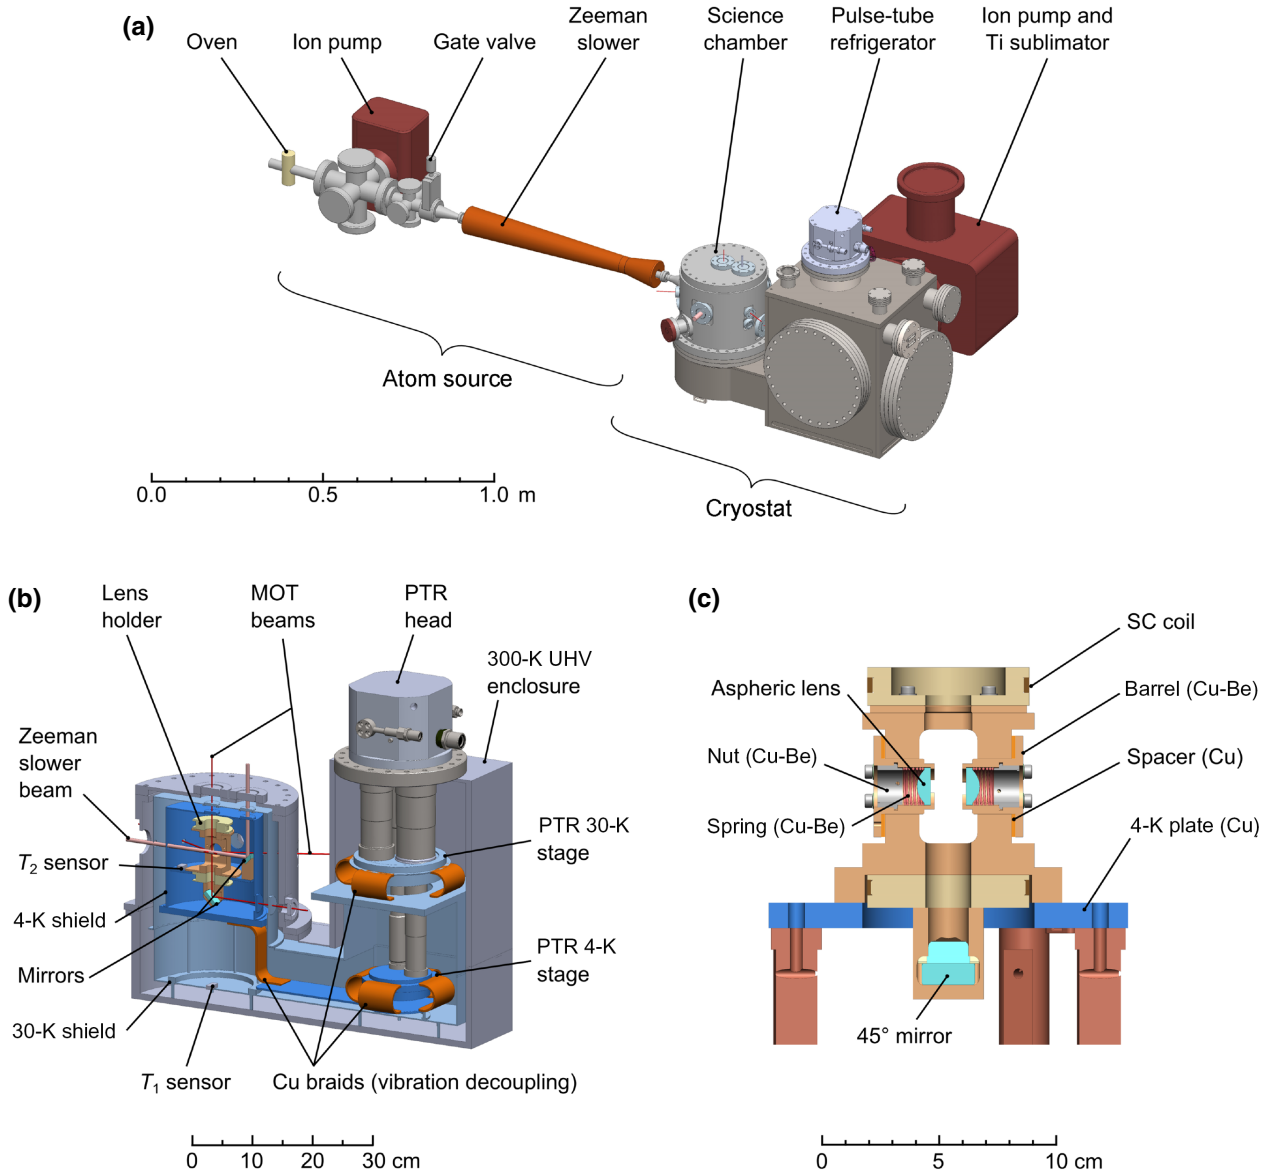 (a)
Oven
Ion pump
Gate valve
Zeeman
slower
Science
chamber
Pulse-tube
refrigerator
Ion pump and
Ti sublimator
Atom source
Cryostat
0.0 0.5 1.0 m
(b)
Lens
holder
MOT
beams
PTR
head
300-K UHV
enclosure
Zeeman
slower
beam
T2 sensor
4-K shield
Mirrors
30-K shield
T1 sensor
Cu braids (vibration decoupling)
PTR 30-K
stage
PTR 4-K
stage
0 10 20 30 cm
(c)
SC coil
Aspheric lens
Barrel (Cu-Be)
Nut (Cu-Be)
Spacer (Cu)
Spring (Cu-Be)
4-K plate (Cu)
45° mirror
0 5 10 cm